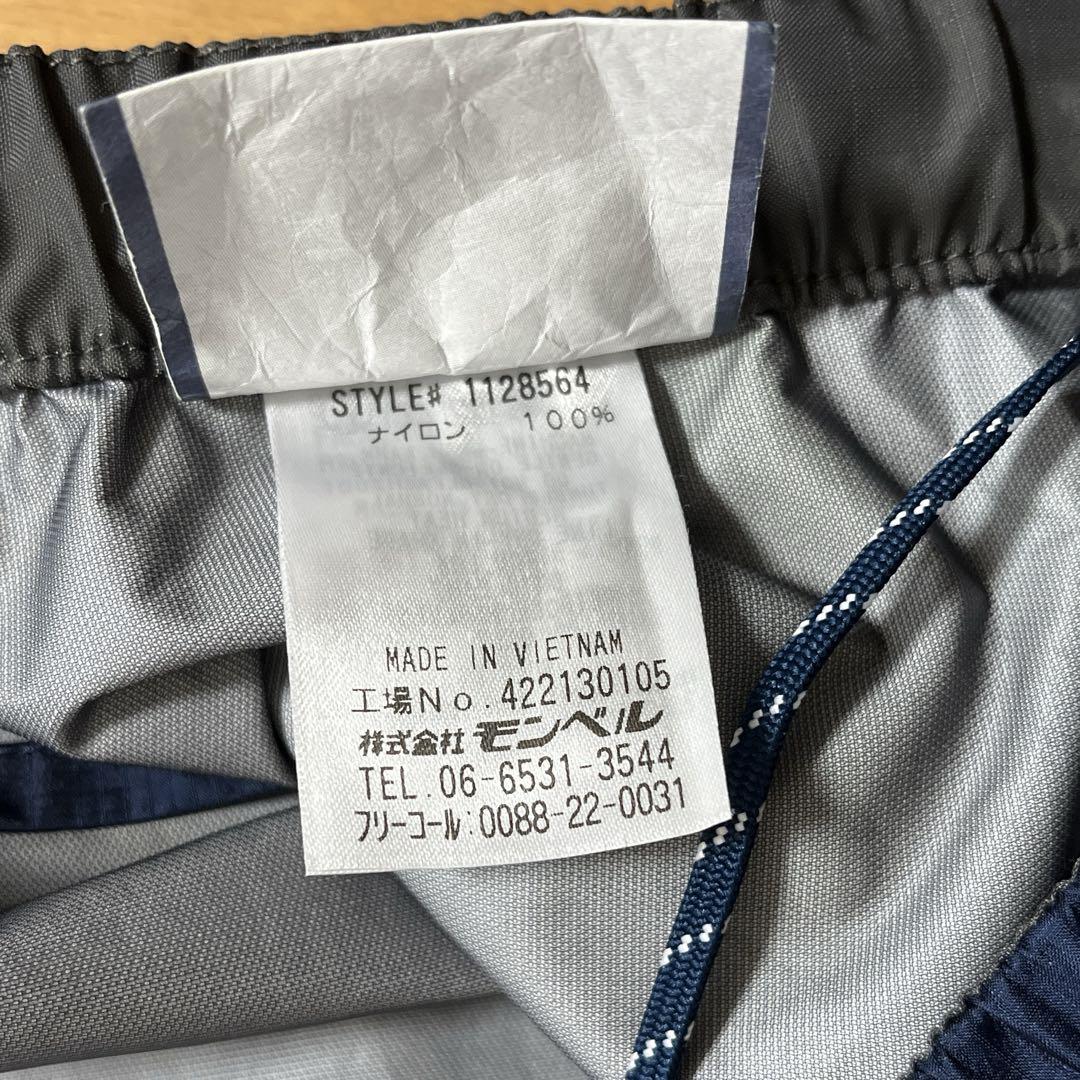 STYLE# 1128564
ナイロン 100%
MADE IN VIETNAM
工場No.422130105
株式会社モンベル
TEL.06-6531-3544
フリーコール:0088-22-0031